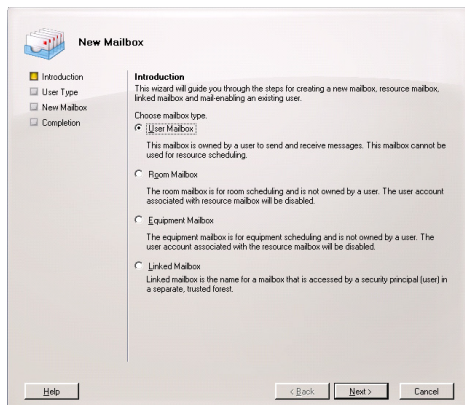 New Mailbox
Introduction
User Type
New Mailbox
Completion
Introduction
This wizard will guide you through the steps for creating a new mailbox, resource mailbox,
linked mailbox and mail-enabling an existing user.
Choose mailbox type.
User Mailbox
This mailbox is owned by a user to send and receive messages. This mailbox cannot be
used for resource scheduling.
Room Mailbox
The room mailbox is for room scheduling and is not owned by a user. The user account
associated with resource mailbox will be disabled.
Equipment Mailbox
The equipment mailbox is for equipment scheduling and is not owned by a user. The
user account associated with the resource mailbox will be disabled.
Linked Mailbox
Linked mailbox is the name for a mailbox that is accessed by a security principal (user) in
a separate, trusted forest.
Help
< Back
Next >
Cancel